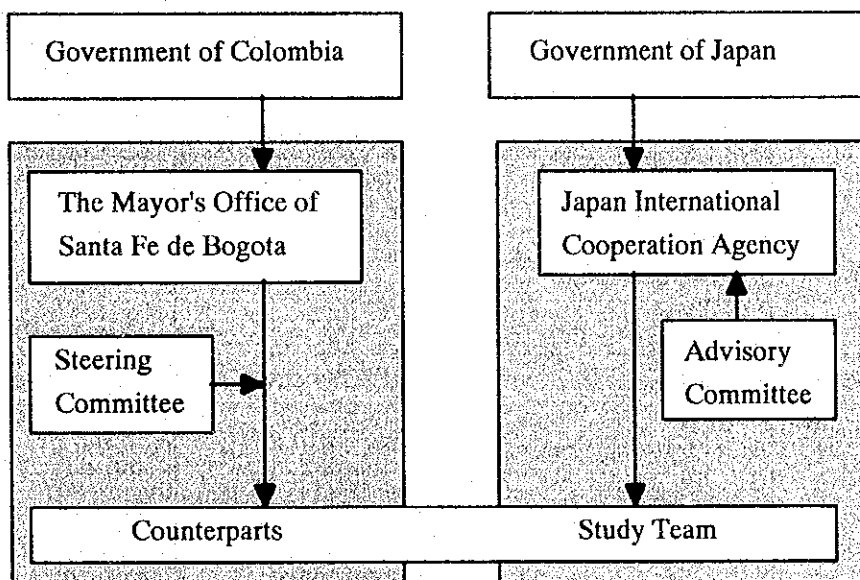 Government of Colombia
Government of Japan
The Mayor's Office of
Santa Fe de Bogota
Japan International
Cooperation Agency
Steering
Committee
Advisory
Committee
Counterparts
Study Team